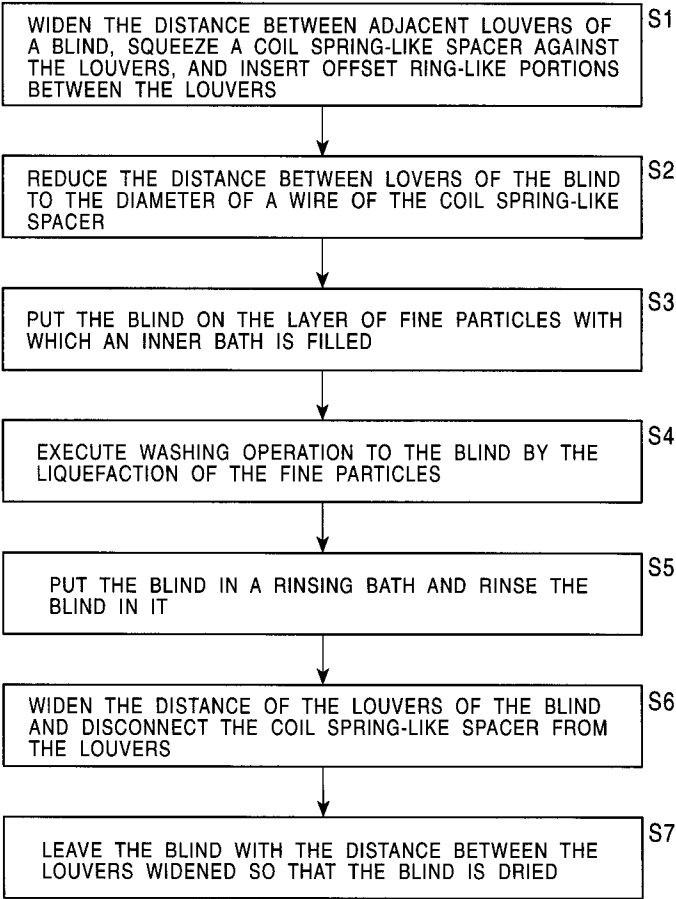 S1
WIDEN THE DISTANCE BETWEEN ADJACENT LOUVERS OF
A BLIND, SQUEEZE A COIL SPRING-LIKE SPACER AGAINST
THE LOUVERS, AND INSERT OFFSET RING-LIKE PORTIONS
BETWEEN THE LOUVERS
S2
REDUCE THE DISTANCE BETWEEN LOVERS OF THE BLIND
TO THE DIAMETER OF A WIRE OF THE COIL SPRING-LIKE
SPACER
S3
PUT THE BLIND ON THE LAYER OF FINE PARTICLES WITH
WHICH AN INNER BATH IS FILLED
S4
EXECUTE WASHING OPERATION TO THE BLIND BY THE
LIQUEFACTION OF THE FINE PARTICLES
S5
PUT THE BLIND IN A RINSING BATH AND RINSE THE
BLIND IN IT
S6
WIDEN THE DISTANCE OF THE LOUVERS OF THE BLIND
AND DISCONNECT THE COIL SPRING-LIKE SPACER FROM
THE LOUVERS
S7
LEAVE THE BLIND WITH THE DISTANCE BETWEEN THE
LOUVERS WIDENED SO THAT THE BLIND IS DRIED